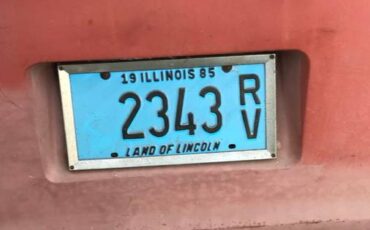 19 ILLINOIS 85
2343 RV
LAND OF LINCOLN